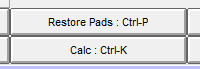 Restore Pads : Ctrl-P
Calc : Ctrl-K